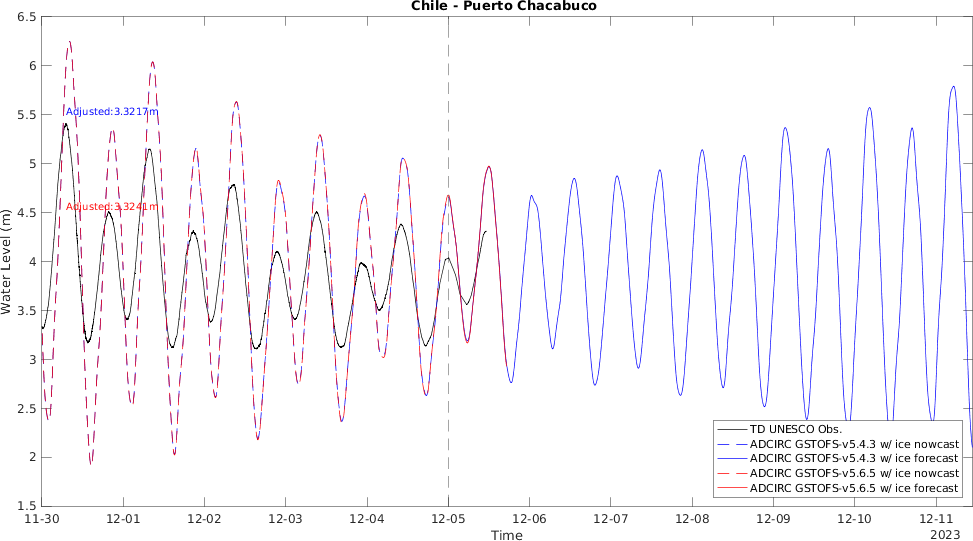 Chile - Puerto Chacabuco
6.5
6
5.5
5
4.5
4
3.5
3
2.5
2
1.5
Water Level (m)
Adjusted:3.3217m
Adjusted:3.3241m
TD UNESCO Obs.
ADCIRC GSTOFS-v5.4.3 w/ ice nowcast
ADCIRC GSTOFS-v5.4.3 w/ ice forecast
ADCIRC GSTOFS-v5.6.5 w/ ice nowcast
ADCIRC GSTOFS-v5.6.5 w/ ice forecast
11-30 12-01 12-02 12-03 12-04 12-05 12-06 12-07 12-08 12-09 12-10 12-11
2023
Time